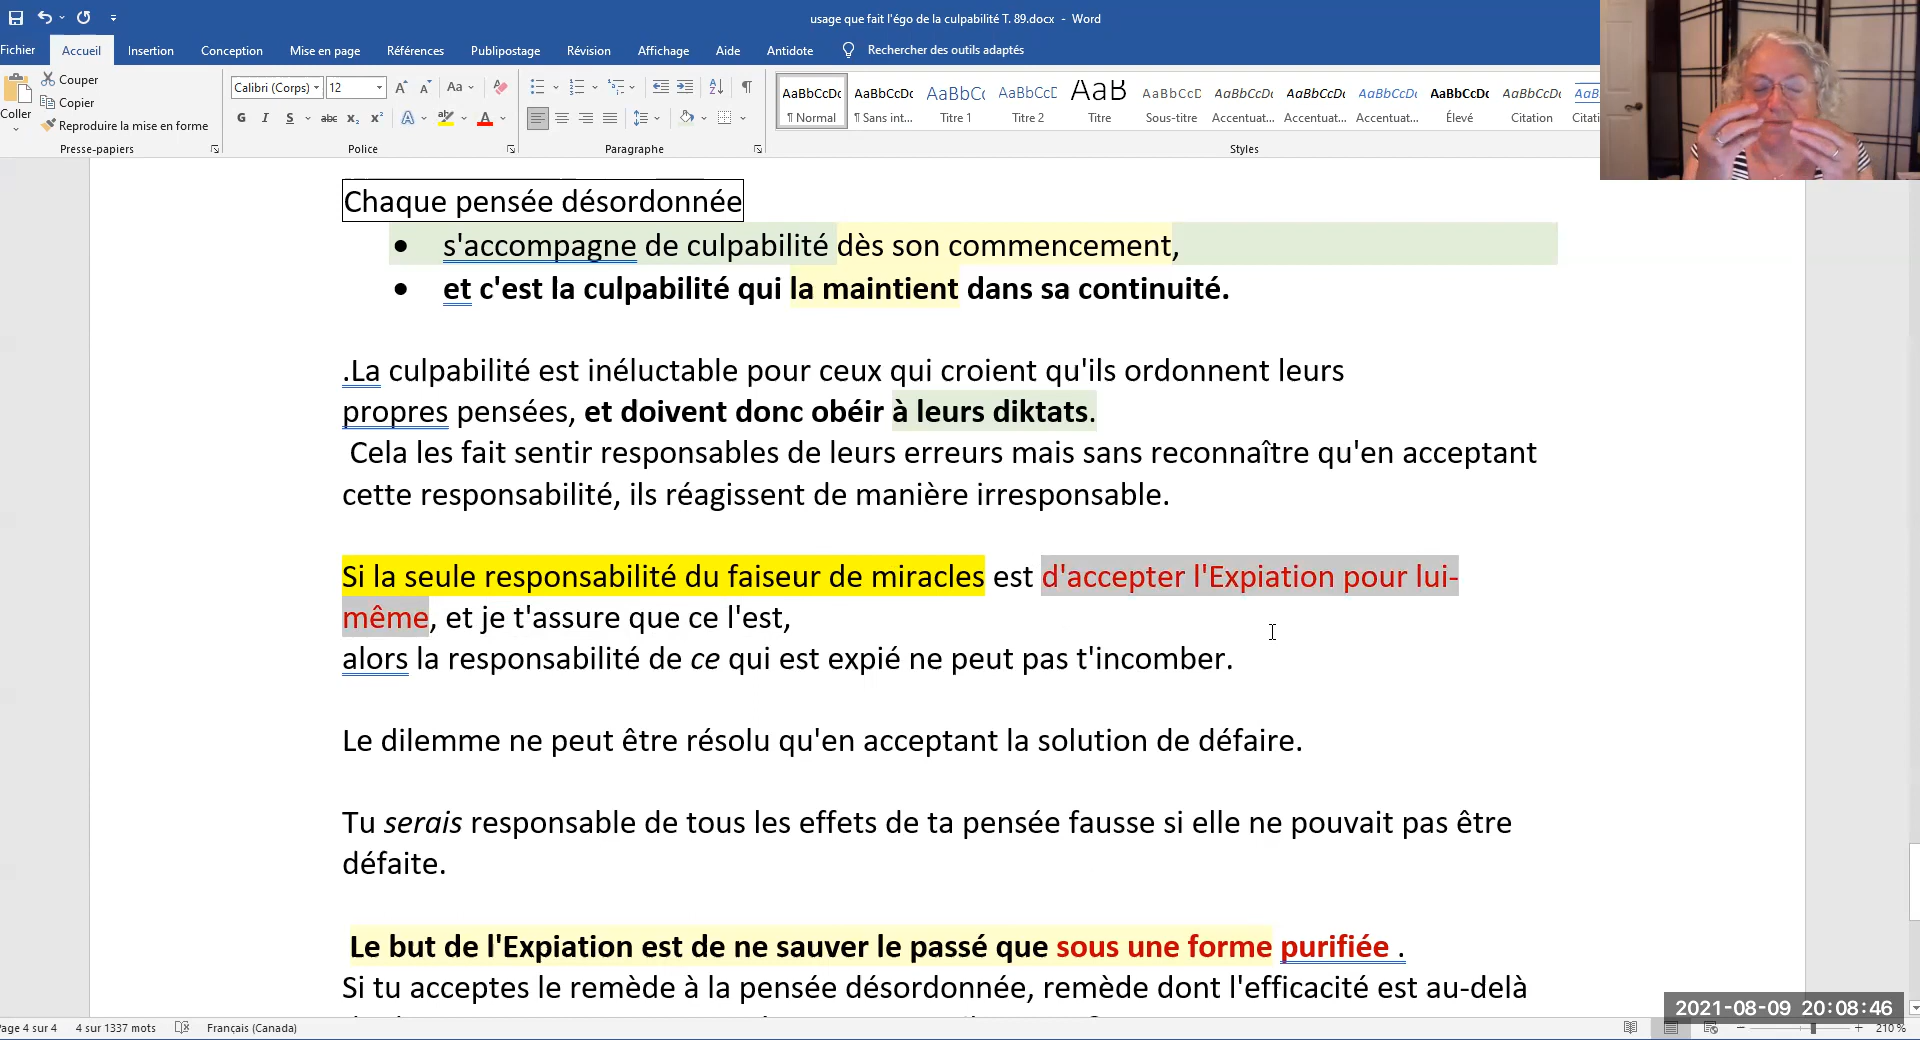 usage que fait l'égo de la culpabilité T. 89.docx - Word
Fichier Accueil Insertion Conception Mise en page Références Publipostage Révision Affichage Aide Antidote Rechercher des outils adaptés
Couper
Copier
Coller
Reproduire la mise en forme
Calibri (Corps) 12
G I S abc x₂ x²
AaBbCcDc AaBbCcDc AaBbCc AaBbCcD AaB AaBbCcD AaBbCcDc AaBbCcDc AaBbCcDc AaBbCcDc AaBbCcDc
¶ Normal ¶ Sans int... Titre 1 Titre 2 Titre Sous-titre Accentuat... Accentuat... Accentuat... Élevé Citation Citati
Presse-papiers Police Paragraphe Styles
Chaque pensée désordonnée
• s'accompagne de culpabilité dès son commencement,
• et c'est la culpabilité qui la maintient dans sa continuité.
.La culpabilité est inéluctable pour ceux qui croient qu'ils ordonnent leurs
propres pensées, et doivent donc obéir à leurs diktats.
Cela les fait sentir responsables de leurs erreurs mais sans reconnaître qu'en acceptant
cette responsabilité, ils réagissent de manière irresponsable.
Si la seule responsabilité du faiseur de miracles est d'accepter l'Expiation pour lui-
même, et je t'assure que ce l'est,
alors la responsabilité de ce qui est expié ne peut pas t'incomber.
Le dilemme ne peut être résolu qu'en acceptant la solution de défaire.
Tu serais responsable de tous les effets de ta pensée fausse si elle ne pouvait pas être
défaite.
Le but de l'Expiation est de ne sauver le passé que sous une forme purifiée .
Si tu acceptes le remède à la pensée désordonnée, remède dont l'efficacité est au-delà
2021-08-09 20:08:46
Page 4 sur 4 4 sur 1337 mots Français (Canada) 210 %